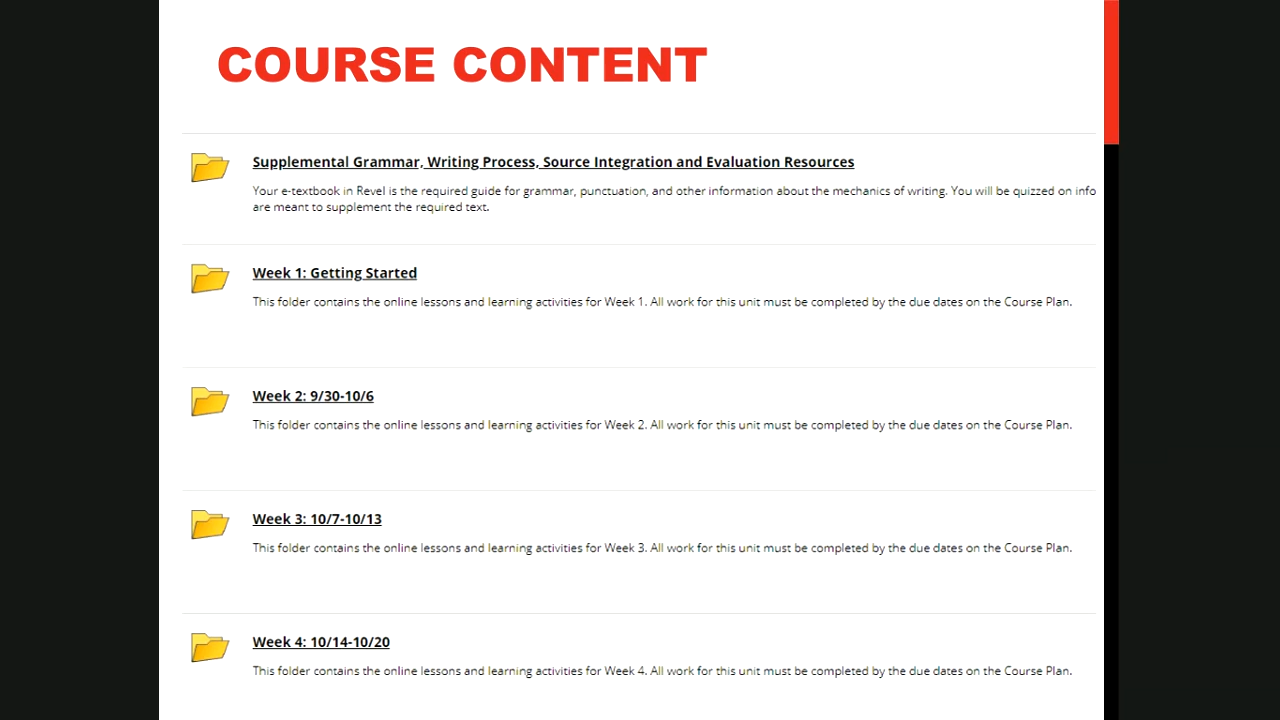 COURSE CONTENT
Supplemental Grammar, Writing Process, Source Integration and Evaluation Resources
Your e-textbook in Revel is the required guide for grammar, punctuation, and other information about the mechanics of writing. You will be quizzed on info
are meant to supplement the required text.
Week 1: Getting Started
This folder contains the online lessons and learning activities for Week 1. All work for this unit must be completed by the due dates on the Course Plan.
Week 2: 9/30-10/6
This folder contains the online lessons and learning activities for Week 2. All work for this unit must be completed by the due dates on the Course Plan.
Week 3: 10/7-10/13
This folder contains the online lessons and learning activities for Week 3. All work for this unit must be completed by the due dates on the Course Plan.
Week 4: 10/14-10/20
This folder contains the online lessons and learning activities for Week 4. All work for this unit must be completed by the due dates on the Course Plan.